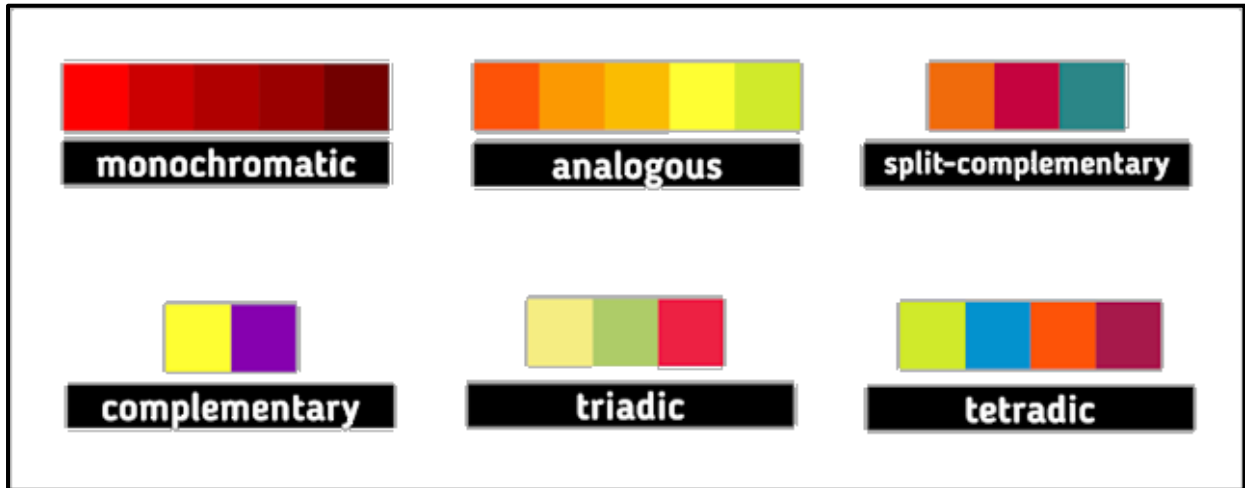 monochromatic
analogous
split-complementary
complementary
triadic
tetradic